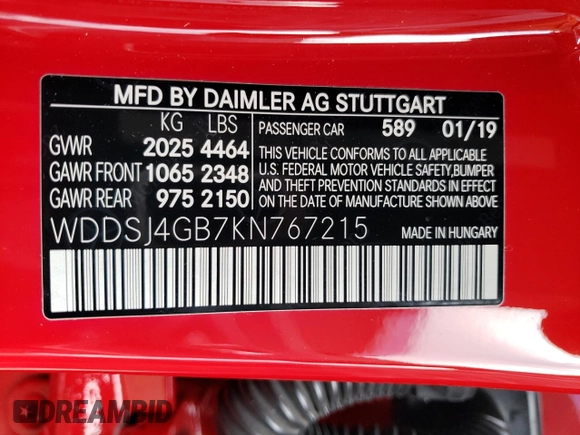 MFD BY DAIMLER AG STUTTGART
KG LBS
GVWR 2025 4464
GAWR FRONT 1065 2348
GAWR REAR 975 2150
PASSENGER CAR 589 01/19
THIS VEHICLE CONFORMS TO ALL APPLICABLE
U.S. FEDERAL MOTOR VEHICLE SAFETY,BUMPER
AND THEFT PREVENTION STANDARDS IN EFFECT
ON THE DATE OF MANUFACTURE SHOWN ABOVE
WDDSJ4GB7KN767215 MADE IN HUNGARY
DREAMBID